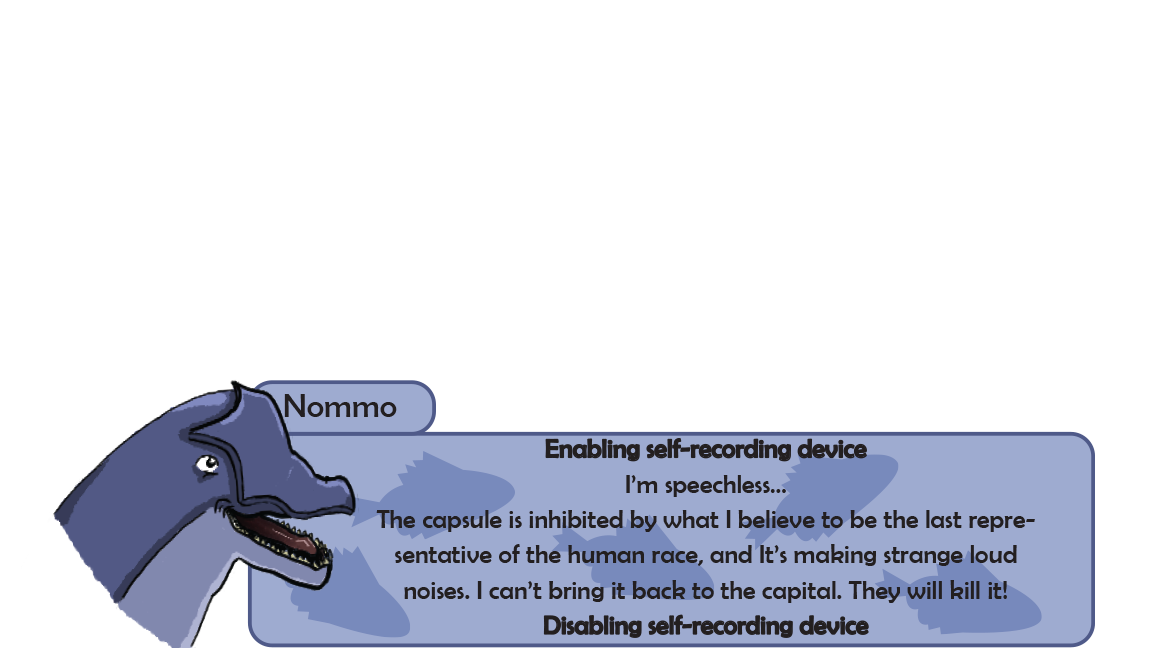 Nommo
Enabling self-recording device
I'm speechless...
The capsule is inhibited by what I believe to be the last repre-
sentative of the human race, and It's making strange loud
noises. I can't bring it back to the capital. They will kill it!
Disabling self-recording device